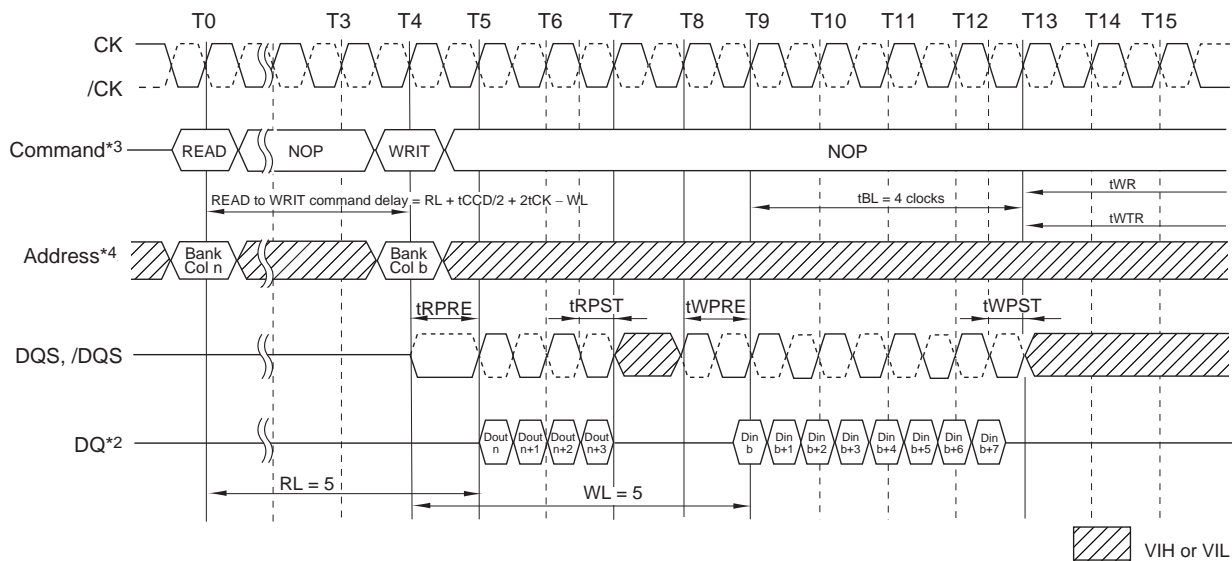 T0 T3 T4 T5 T6 T7 T8 T9 T10 T11 T12 T13 T14 T15
CK
/CK
Command*3 READ NOP WRIT NOP
READ to WRIT command delay = RL + tCCD/2 + 2tCK − WL
tBL = 4 clocks
tWR
tWTR
Address*4
Bank
Col n
Bank
Col b
tRPRE tRPST tWPRE tWPST
DQS, /DQS
DQ*2
Dout
n
Dout
n+1
Dout
n+2
Dout
n+3
Din
b
Din
b+1
Din
b+2
Din
b+3
Din
b+4
Din
b+5
Din
b+6
Din
b+7
RL = 5
WL = 5
VIH or VIL